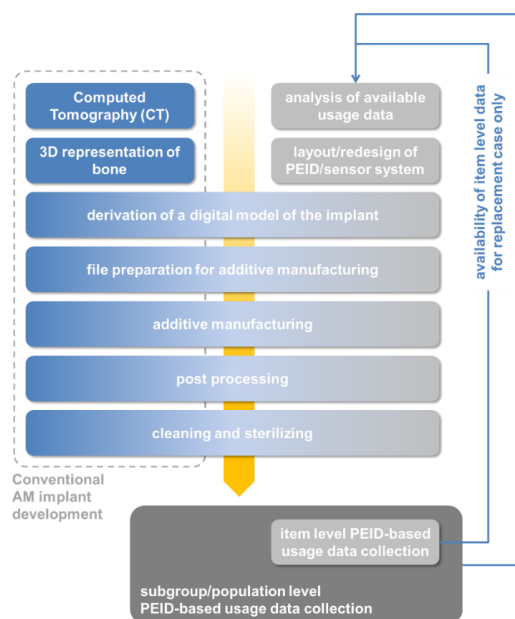 Computed
Tomography (CT)
analysis of available
usage data
3D representation of
bone
layout/redesign of
PEID/sensor system
derivation of a digital model of the implant
file preparation for additive manufacturing
additive manufacturing
post processing
cleaning and sterilizing
Conventional
AM implant
development
availability of item level data
for replacement case only
item level PEID-based
usage data collection
subgroup/population level
PEID-based usage data collection